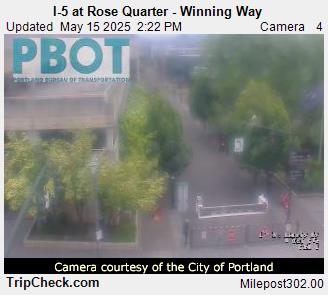 I-5 at Rose Quarter - Winning Way
Updated May 15 2025 2:22 PM Camera 4
PBOT
PORTLAND BUREAU OF TRANSPORTATION
Camera courtesy of the City of Portland
TripCheck.com Milepost302.00